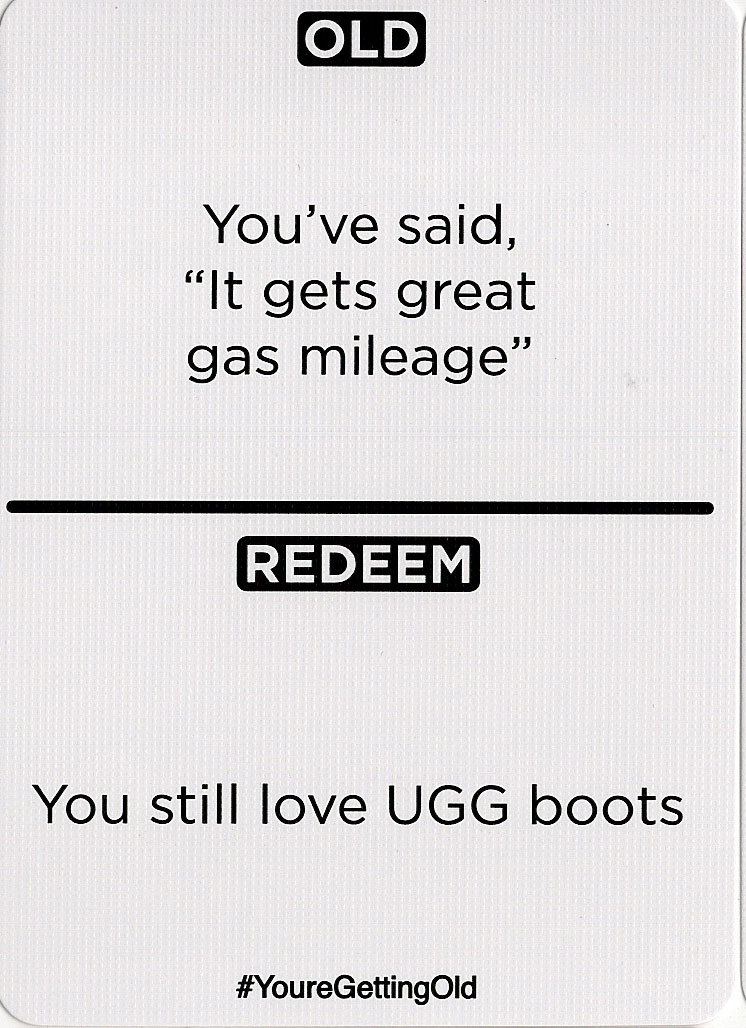 OLD
You’ve said,
“It gets great
gas mileage”
REDEEM
You still love UGG boots
#YoureGettingOld